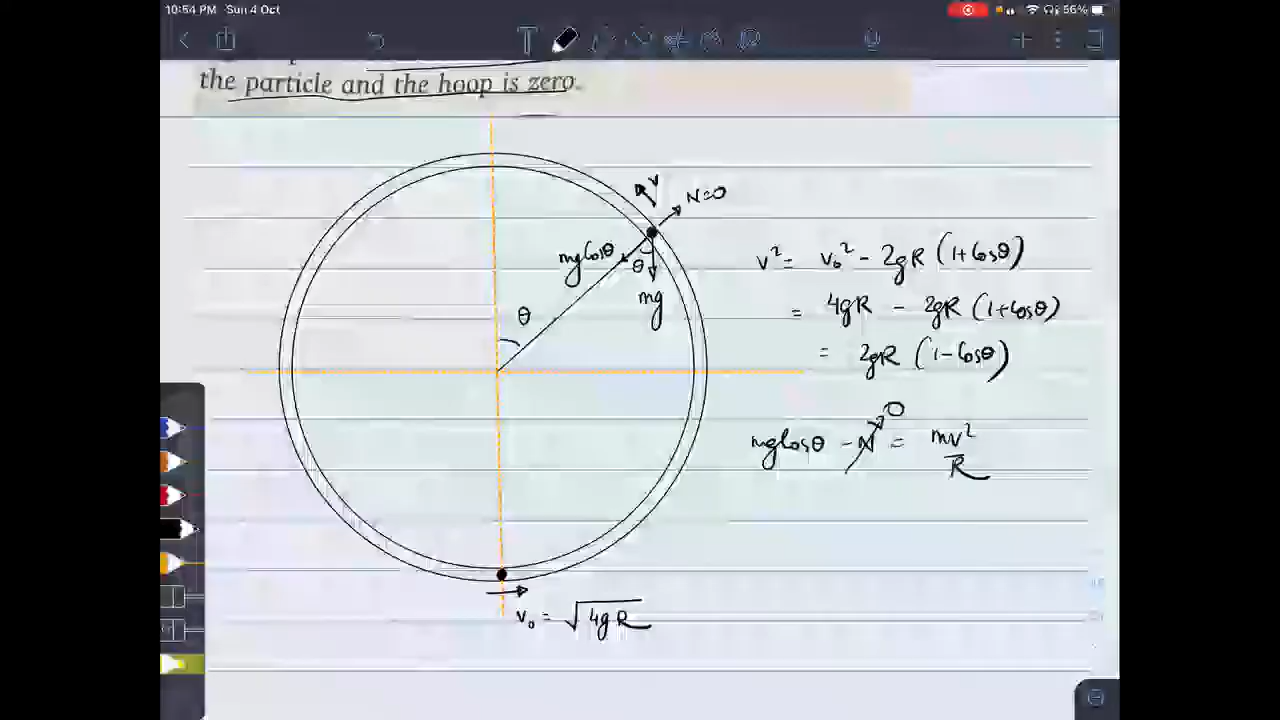 10:54 PM Sun 4 Oct
56%
the particle and the hoop is zero.
v
N=0
mgCosθ
θ
mg
θ
v² = v₀² - 2gR (1+Cosθ)
= 4gR - 2gR (1+Cosθ)
= 2gR (1-Cosθ)
0
mgCosθ - N = mv²/R
v₀ = √4gR